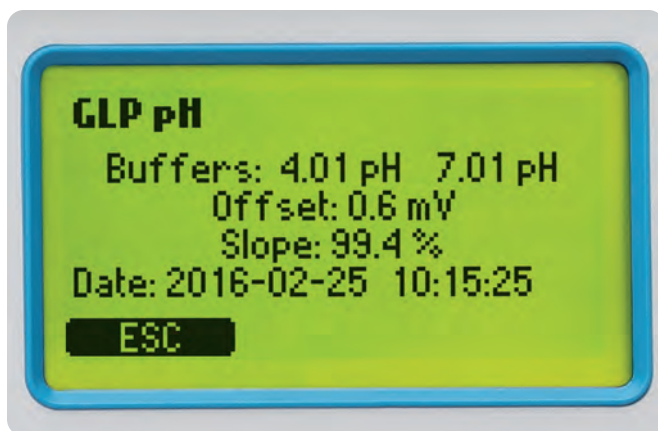 GLP pH
Buffers: 4.01 pH 7.01 pH
Offset: 0.6 mV
Slope: 99.4 %
Date: 2016-02-25 10:15:25
ESC